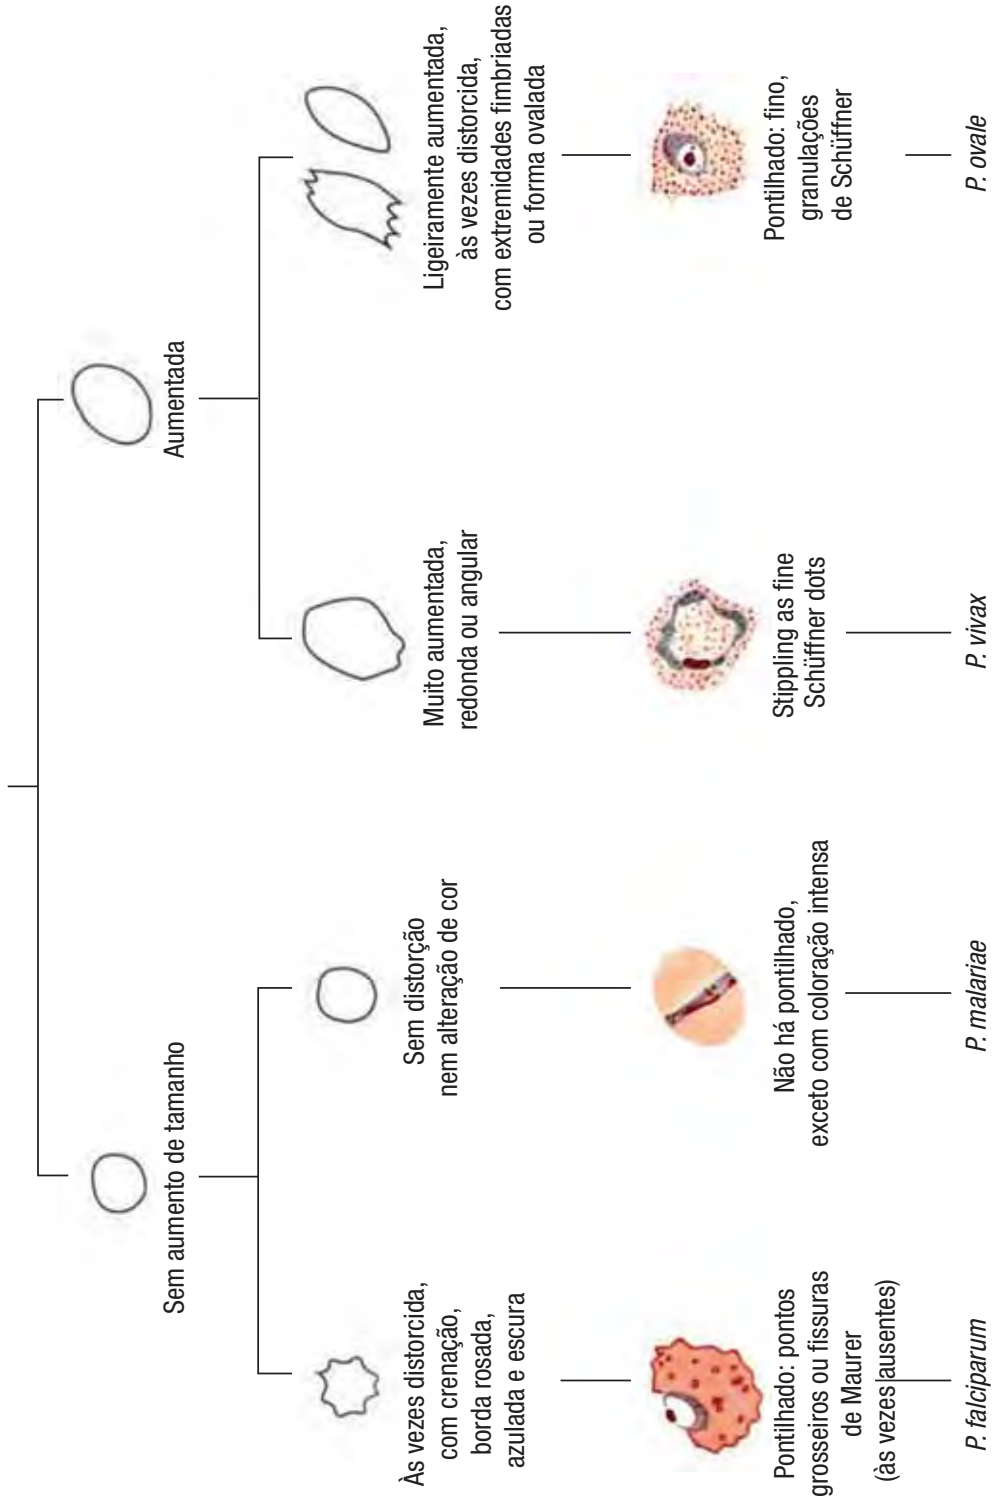 Sem aumento de tamanho
Aumentada
Às vezes distorcida,
com crenação,
borda rosada,
azulada e escura
Sem distorção
nem alteração de cor
Muito aumentada,
redonda ou angular
Ligeiramente aumentada,
às vezes distorcida,
com extremidades fimbriadas
ou forma ovalada
Pontilhado: pontos
grosseiros ou fissuras
de Maurer
(às vezes ausentes)
Não há pontilhado,
exceto com coloração intensa
Stippling as fine
Schüffner dots
Pontilhado: fino,
granulações
de Schüffner
P. falciparum
P. malariae
P. vivax
P. ovale